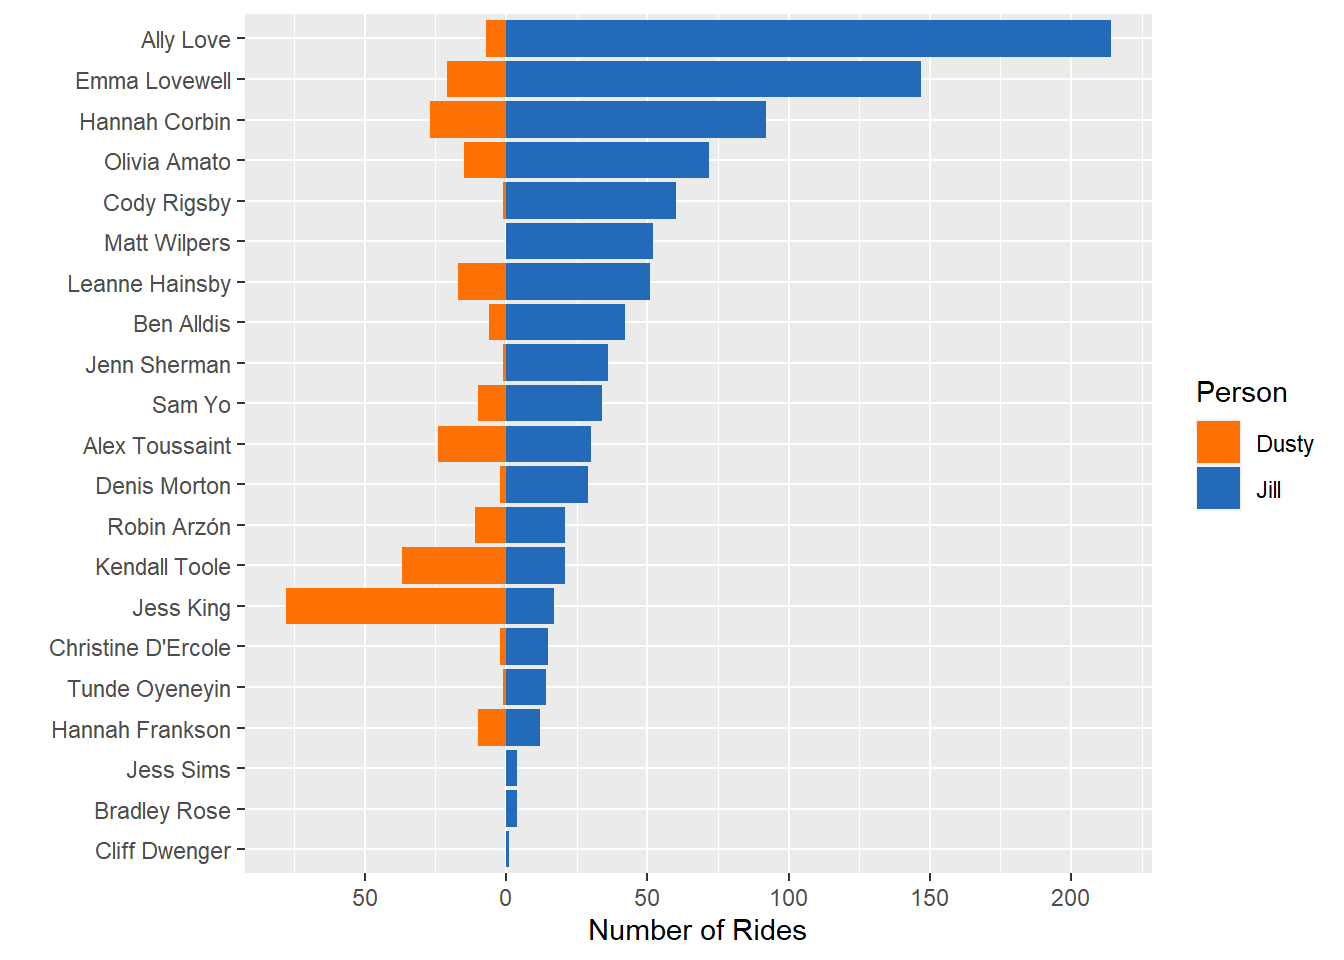 Ally Love
Emma Lovewell
Hannah Corbin
Olivia Amato
Cody Rigsby
Matt Wilpers
Leanne Hainsby
Ben Alldis
Jenn Sherman
Sam Yo
Alex Toussaint
Denis Morton
Robin Arzón
Kendall Toole
Jess King
Christine D'Ercole
Tunde Oyeneyin
Hannah Frankson
Jess Sims
Bradley Rose
Cliff Dwenger
50 0 50 100 150 200
Number of Rides
Person
Dusty
Jill